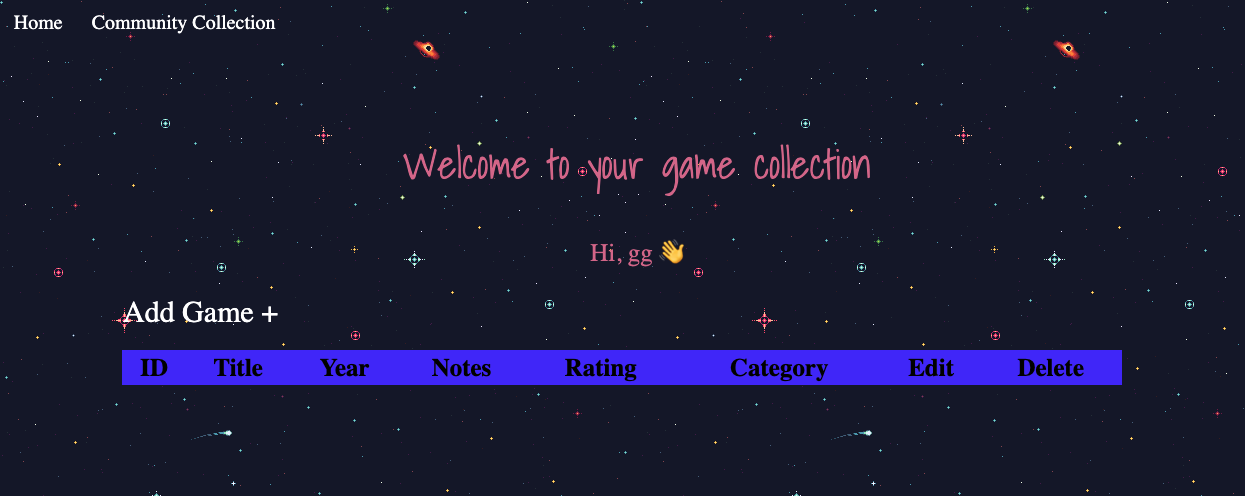 Home Community Collection
Welcome to your game collection
Hi, gg 👋
Add Game +
ID Title Year Notes Rating Category Edit Delete